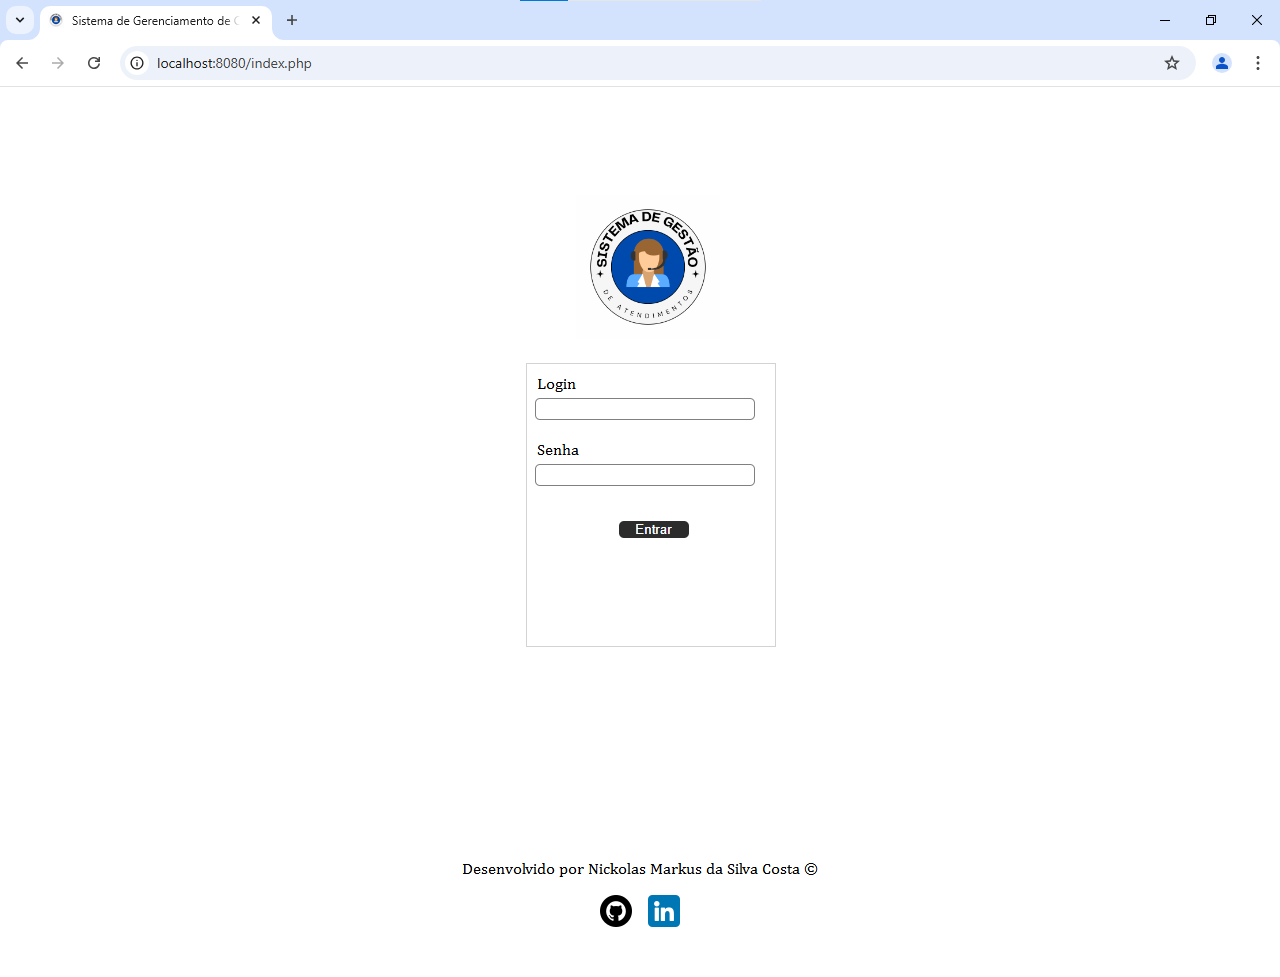 Sistema de Gerenciamento de
localhost:8080/index.php
SISTEMA DE GESTÃO
DE ATENDIMENTOS
Login
Senha
Entrar
Desenvolvido por Nickolas Markus da Silva Costa ©
in